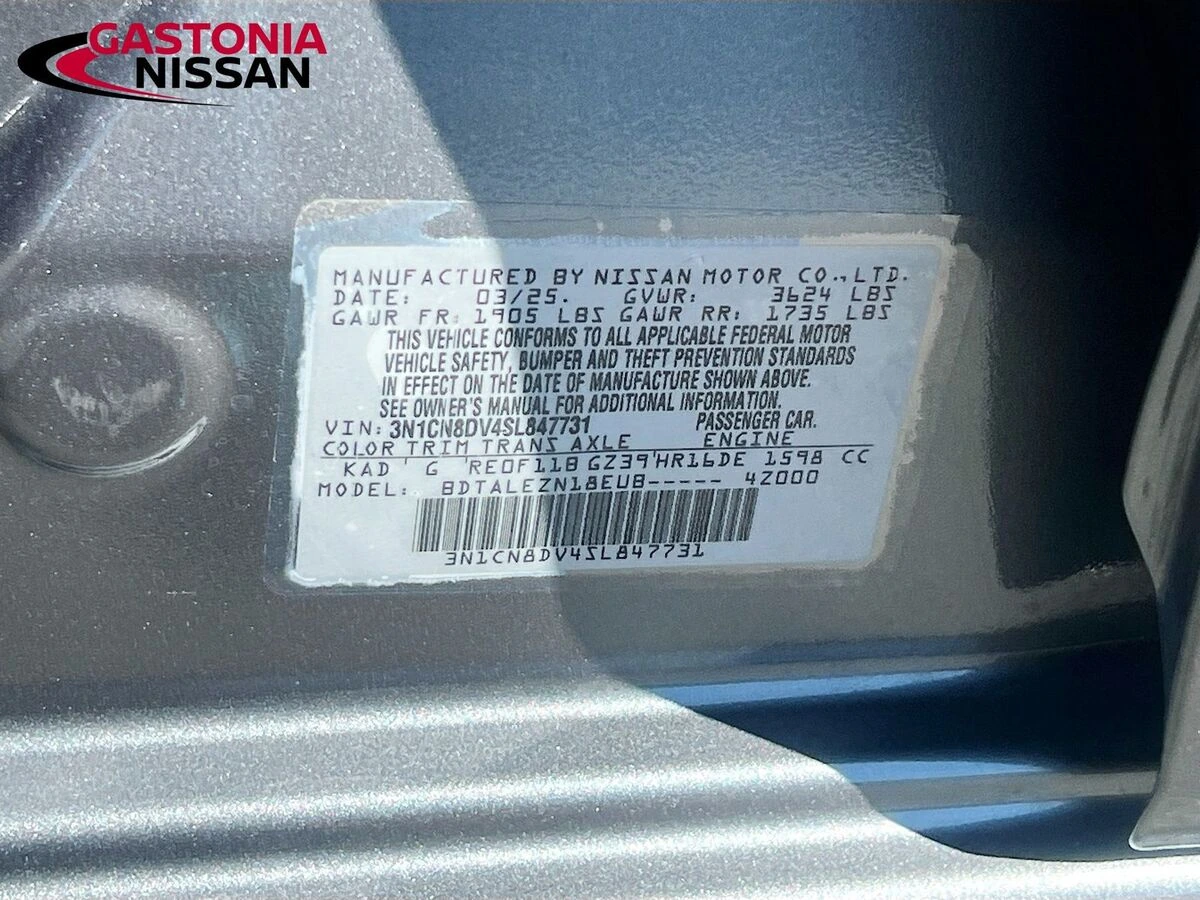 GASTONIA
NISSAN
MANUFACTURED BY NISSAN MOTOR CO.,LTD.
DATE: 03/25. GVWR: 3624 LBS
GAWR FR: 1905 LBS GAWR RR: 1735 LBS
THIS VEHICLE CONFORMS TO ALL APPLICABLE FEDERAL MOTOR
VEHICLE SAFETY, BUMPER AND THEFT PREVENTION STANDARDS
IN EFFECT ON THE DATE OF MANUFACTURE SHOWN ABOVE.
SEE OWNER'S MANUAL FOR ADDITIONAL INFORMATION.
VIN: 3N1CN8DV4SL847731 PASSENGER CAR.
COLOR TRIM TRANS AXLE ENGINE
KAD G RE0F11B GZ39 HR16DE 1598 CC
MODEL: BDTALEZN18EUB----- 4Z000
3N1CN8DV4SL847731